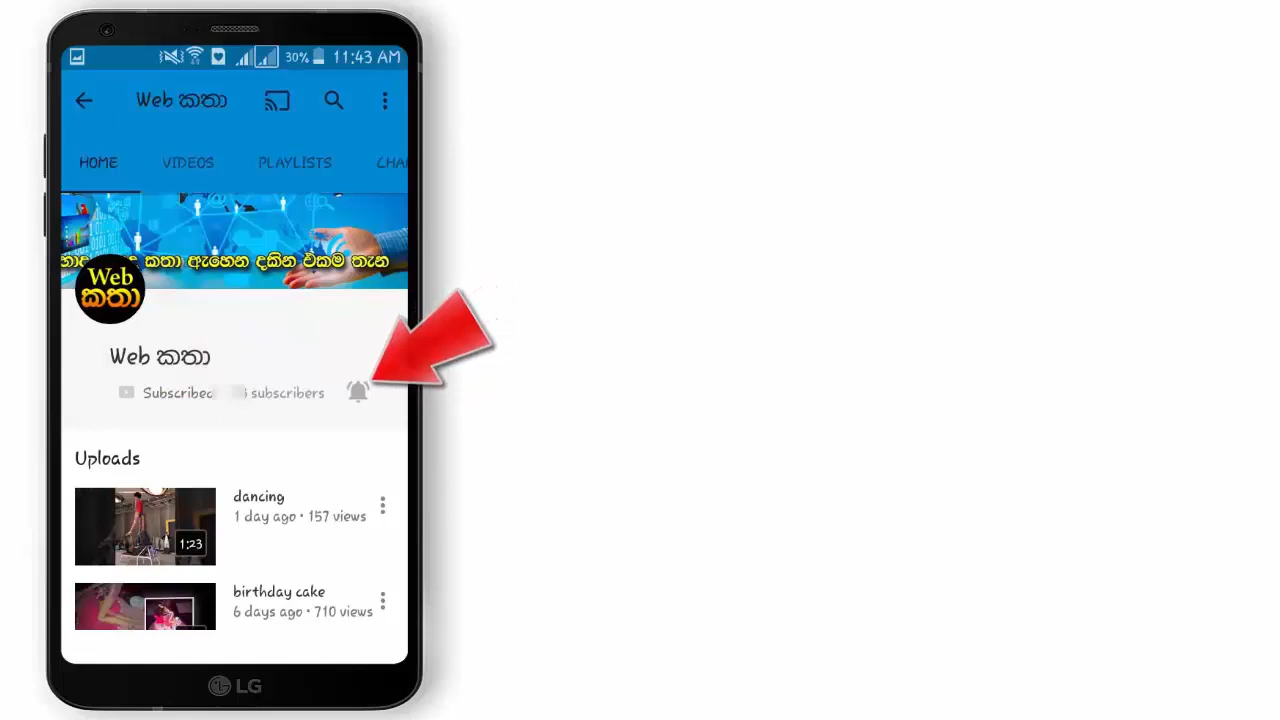 30% 11:43 AM
Web කතා
HOME VIDEOS PLAYLISTS
කතා ඇහෙන දකින එකම තැන
Web
කතා
Web කතා
Subscribed subscribers
Uploads
dancing
1 day ago • 157 views
1:23
birthday cake
6 days ago • 710 views
LG